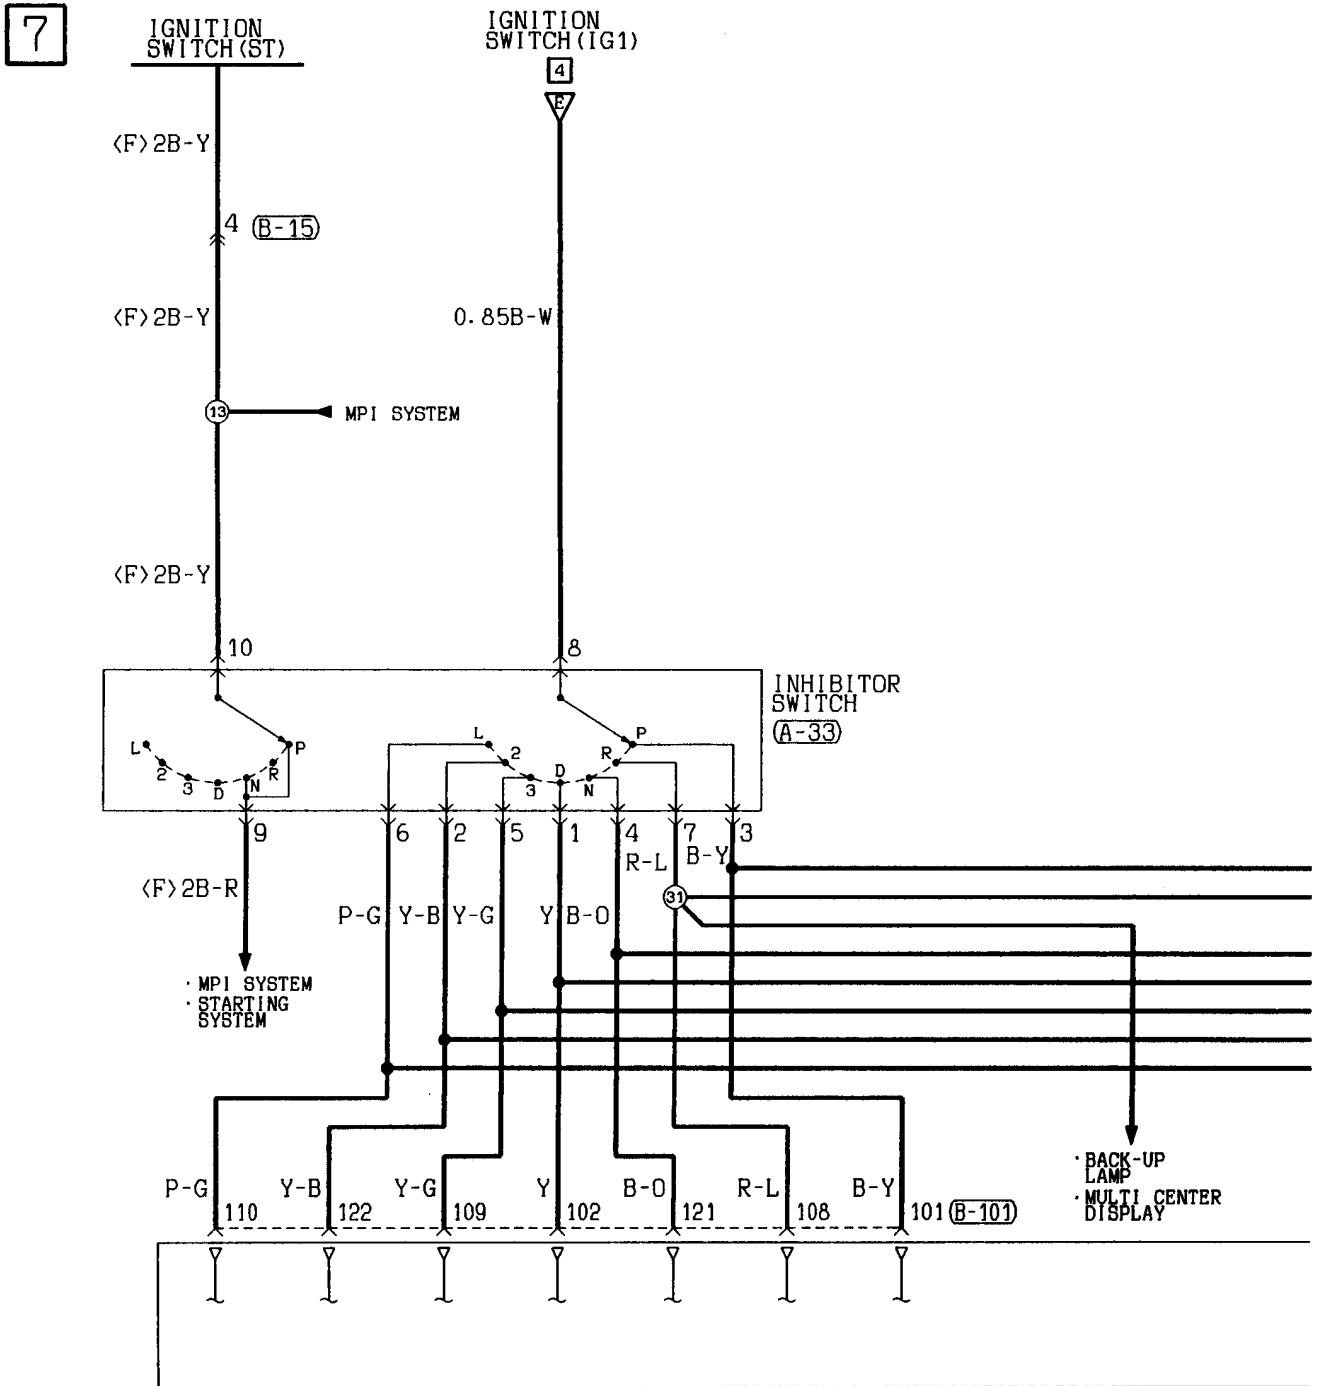 7
IGNITION
SWITCH(ST)
IGNITION
SWITCH(IG1)
4
E
<F>2B-Y
4 (B-15)
<F>2B-Y
0.85B-W
13
MPI SYSTEM
<F>2B-Y
10
8
INHIBITOR
SWITCH
(A-33)
L
2
3
D
N
R
P
L
2
3
D
N
R
P
9
6
2
5
1
4
7
3
R-L
B-Y
<F>2B-R
31
P-G
Y-B
Y-G
Y
B-O
· MPI SYSTEM
· STARTING
SYSTEM
· BACK-UP
LAMP
· MULTI CENTER
DISPLAY
P-G
Y-B
Y-G
Y
B-O
R-L
B-Y
110
122
109
102
121
108
101 (B-101)